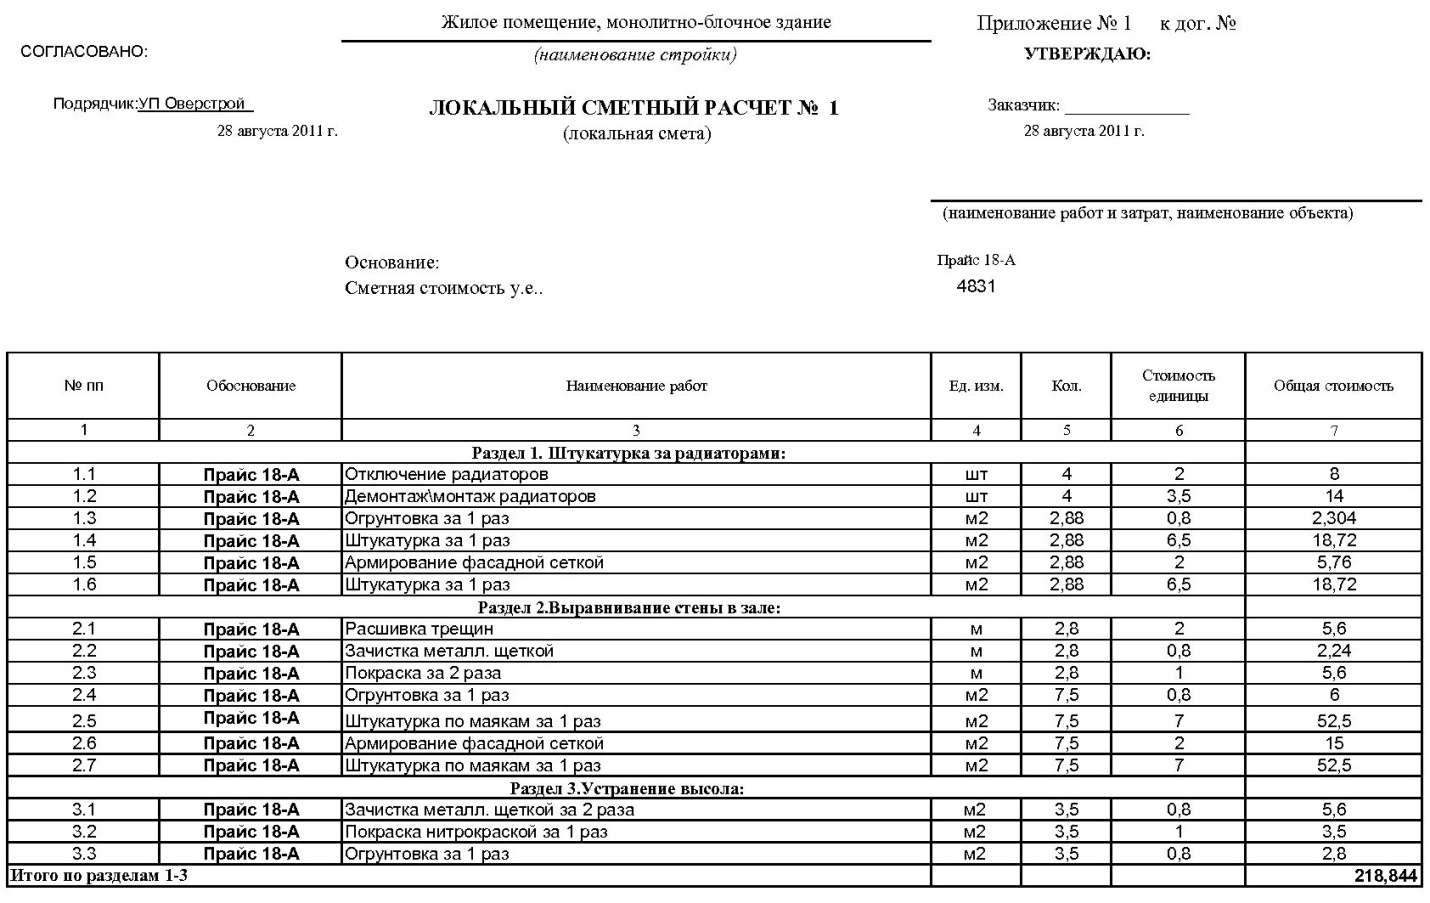 Жилое помещение, монолитно-блочное здание
Приложение № 1 к дог. №
СОГЛАСОВАНО:
(наименование стройки)
УТВЕРЖДАЮ:
Подрядчик:УП Оверстрой
ЛОКАЛЬНЫЙ СМЕТНЫЙ РАСЧЕТ № 1
Заказчик:
28 августа 2011 г.
(локальная смета)
28 августа 2011 г.
(наименование работ и затрат, наименование объекта)
Основание: Прайс 18-А
Сметная стоимость у.е.. 4831
№ пп Обоснование Наименование работ Ед. изм. Кол. Стоимость единицы Общая стоимость
1 2 3 4 5 6 7
Раздел 1. Штукатурка за радиаторами:
1.1 Прайс 18-А Отключение радиаторов шт 4 2 8
1.2 Прайс 18-А Демонтаж\монтаж радиаторов шт 4 3,5 14
1.3 Прайс 18-А Огрунтовка за 1 раз м2 2,88 0,8 2,304
1.4 Прайс 18-А Штукатурка за 1 раз м2 2,88 6,5 18,72
1.5 Прайс 18-А Армирование фасадной сеткой м2 2,88 2 5,76
1.6 Прайс 18-А Штукатурка за 1 раз м2 2,88 6,5 18,72
Раздел 2.Выравнивание стены в зале:
2.1 Прайс 18-А Расшивка трещин м 2,8 2 5,6
2.2 Прайс 18-А Зачистка металл. щеткой м 2,8 0,8 2,24
2.3 Прайс 18-А Покраска за 2 раза м 2,8 1 5,6
2.4 Прайс 18-А Огрунтовка за 1 раз м2 7,5 0,8 6
2.5 Прайс 18-А Штукатурка по маякам за 1 раз м2 7,5 7 52,5
2.6 Прайс 18-А Армирование фасадной сеткой м2 7,5 2 15
2.7 Прайс 18-А Штукатурка по маякам за 1 раз м2 7,5 7 52,5
Раздел 3.Устранение высола:
3.1 Прайс 18-А Зачистка металл. щеткой за 2 раза м2 3,5 0,8 5,6
3.2 Прайс 18-А Покраска нитрокраской за 1 раз м2 3,5 1 3,5
3.3 Прайс 18-А Огрунтовка за 1 раз м2 3,5 0,8 2,8
Итого по разделам 1-3 218,844